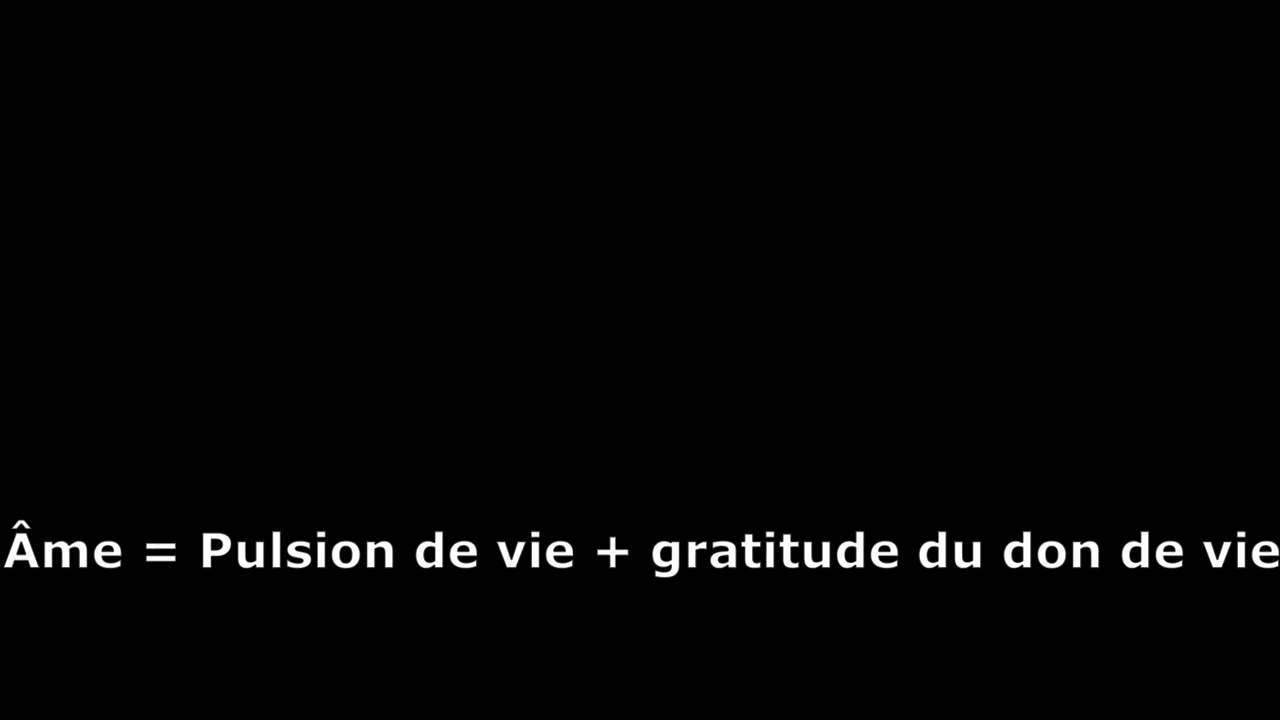 Âme = Pulsion de vie + gratitude du don de vie